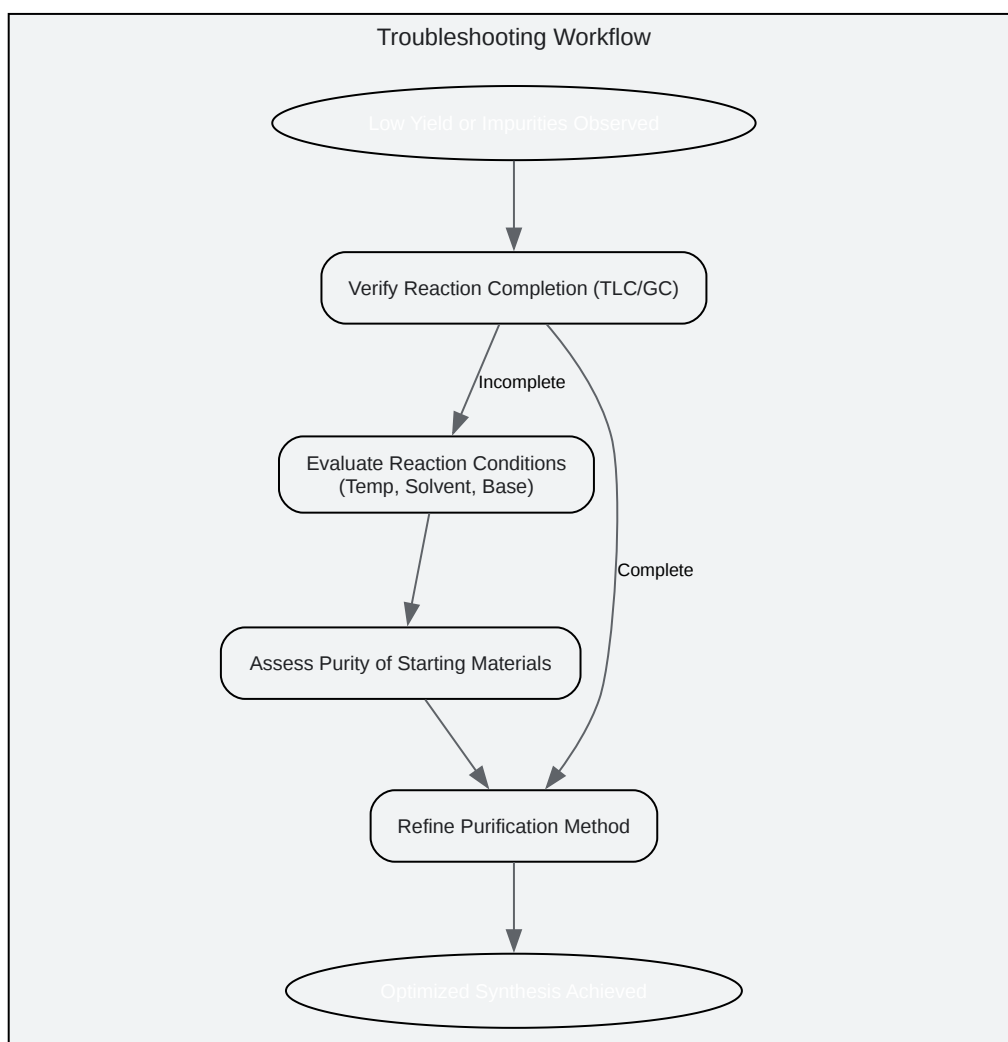 Troubleshooting Workflow
Low Yield or Impurities Observed
Verify Reaction Completion (TLC/GC)
Incomplete
Evaluate Reaction Conditions
(Temp, Solvent, Base)
Complete
Assess Purity of Starting Materials
Refine Purification Method
Optimized Synthesis Achieved